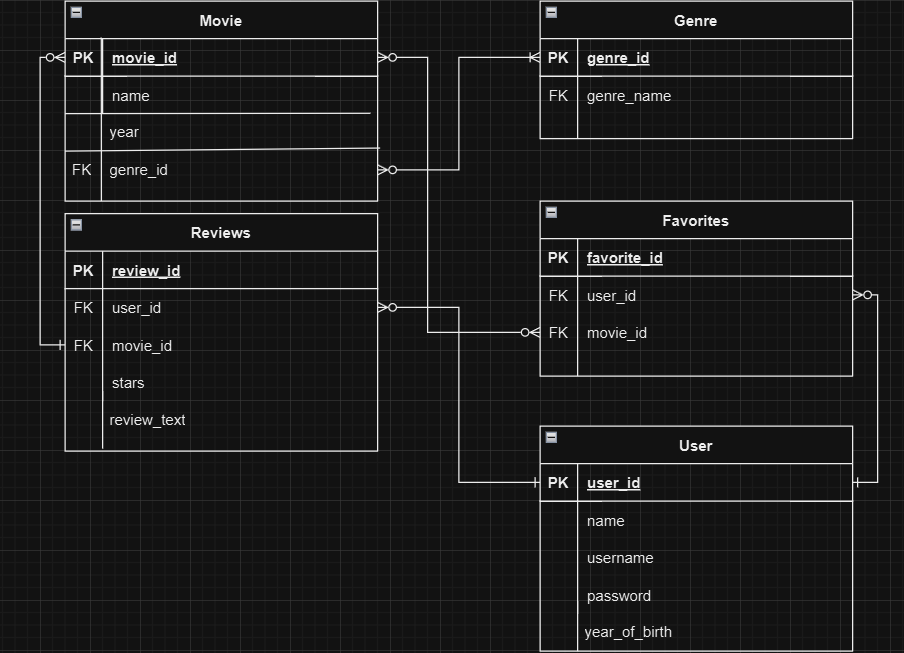 Movie
PK movie_id
name
year
FK genre_id
Reviews
PK review_id
FK user_id
FK movie_id
stars
review_text
Genre
PK genre_id
FK genre_name
Favorites
PK favorite_id
FK user_id
FK movie_id
User
PK user_id
name
username
password
year_of_birth